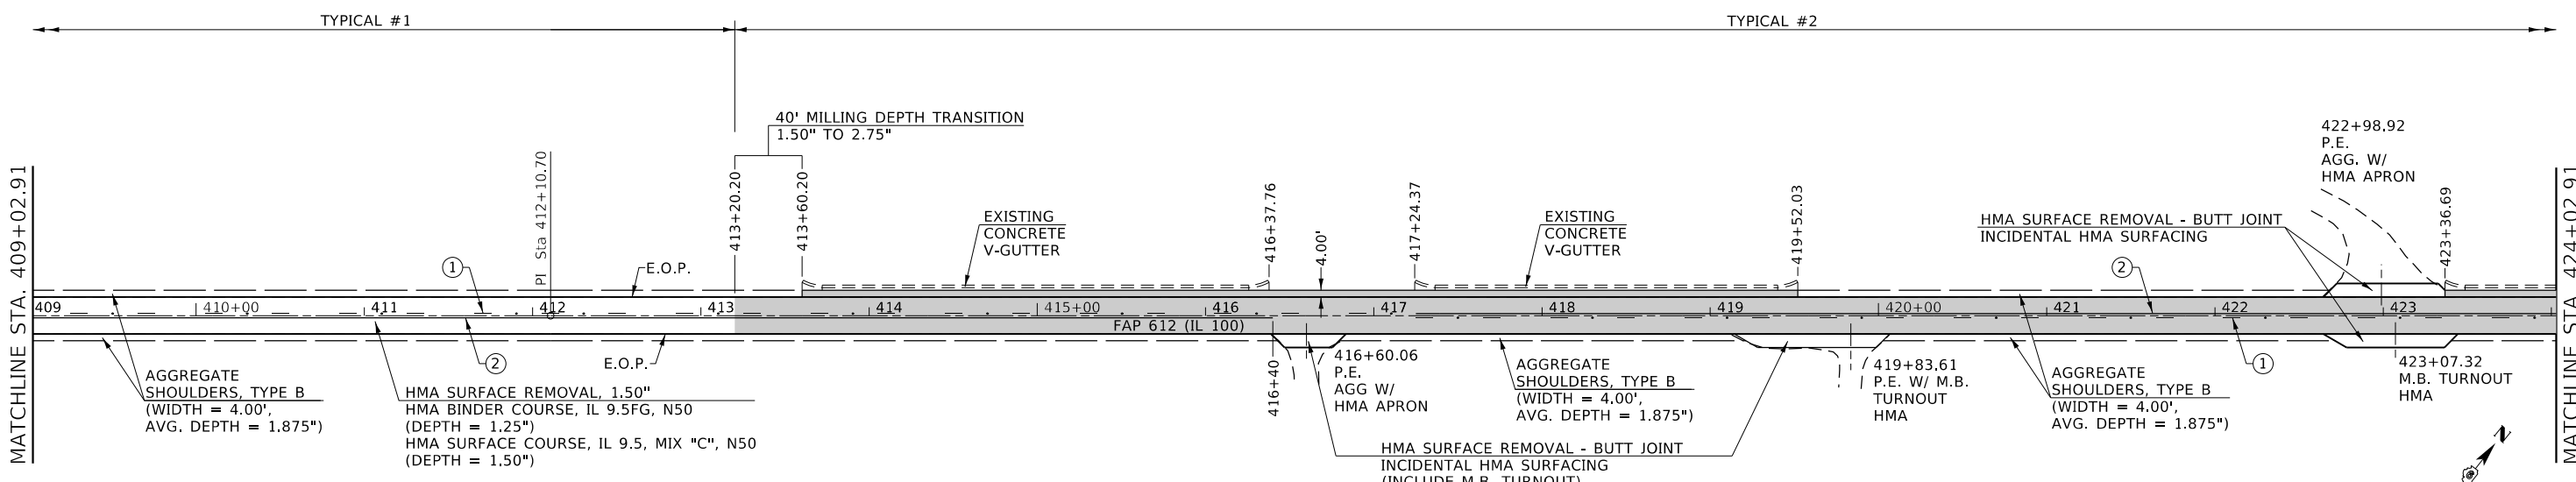 TYPICAL #1
TYPICAL #2
40' MILLING DEPTH TRANSITION
1.50" TO 2.75"
MATCHLINE STA. 409+02.91
PI Sta 412+10.70
413+20.20
413+60.20
EXISTING
CONCRETE
V-GUTTER
416+37.76
4.00'
417+24.37
EXISTING
CONCRETE
V-GUTTER
419+52.03
HMA SURFACE REMOVAL - BUTT JOINT
INCIDENTAL HMA SURFACING
422+98.92
P.E.
AGG. W/
HMA APRON
423+36.69
MATCHLINE STA. 424+02.91
1
E.O.P.
2
409
410+00
411
412
413
414
415+00
416
417
418
419
420+00
421
422
423
FAP 612 (IL 100)
2
E.O.P.
1
AGGREGATE
SHOULDERS, TYPE B
(WIDTH = 4.00',
AVG. DEPTH = 1.875")
HMA SURFACE REMOVAL, 1.50"
HMA BINDER COURSE, IL 9.5FG, N50
(DEPTH = 1.25")
HMA SURFACE COURSE, IL 9.5, MIX "C", N50
(DEPTH = 1.50")
416+40
416+60.06
P.E.
AGG W/
HMA APRON
AGGREGATE
SHOULDERS, TYPE B
(WIDTH = 4.00',
AVG. DEPTH = 1.875")
419+83.61
P.E. W/ M.B.
TURNOUT
HMA
AGGREGATE
SHOULDERS, TYPE B
(WIDTH = 4.00',
AVG. DEPTH = 1.875")
423+07.32
M.B. TURNOUT
HMA
HMA SURFACE REMOVAL - BUTT JOINT
INCIDENTAL HMA SURFACING
(INCLUDE M.B. TURNOUT)
N